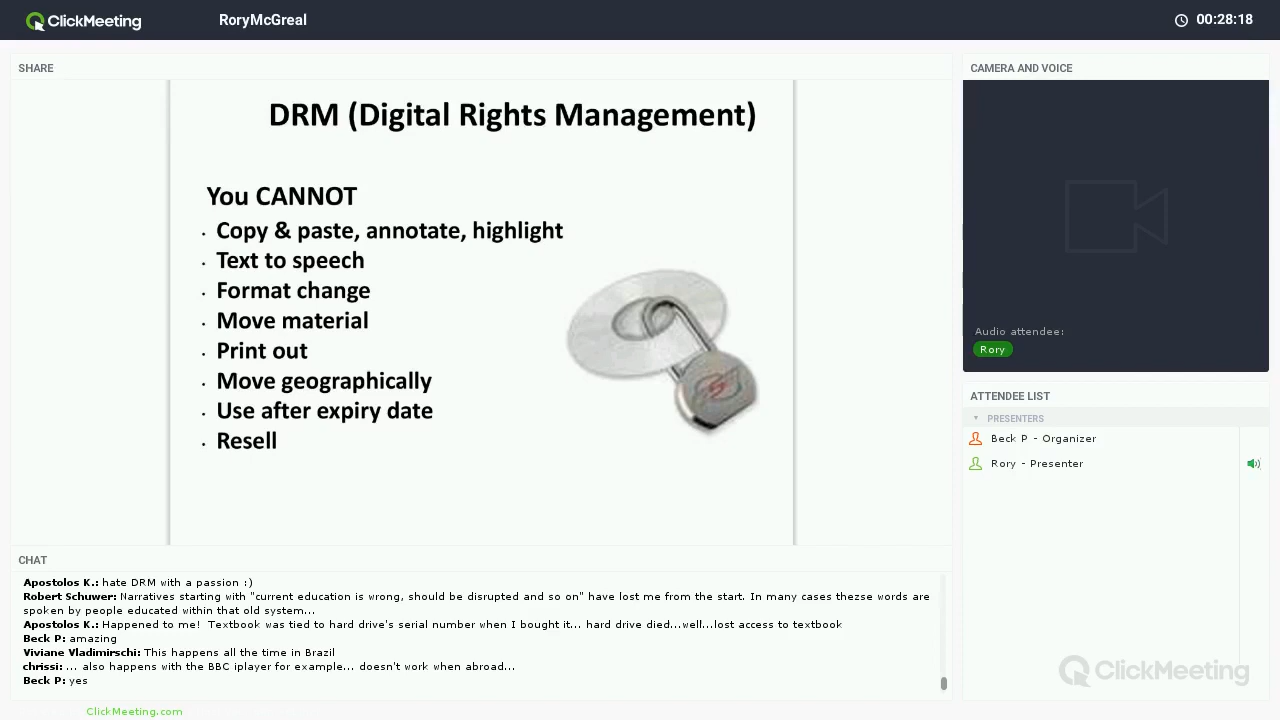 ClickMeeting
RoryMcGreal
00:28:18
SHARE
DRM (Digital Rights Management)
You CANNOT
· Copy & paste, annotate, highlight
· Text to speech
· Format change
· Move material
· Print out
· Move geographically
· Use after expiry date
· Resell
CAMERA AND VOICE
Audio attendee:
Rory
ATTENDEE LIST
PRESENTERS
Beck P - Organizer
Rory - Presenter
CHAT
Apostolos K.: hate DRM with a passion :)
Robert Schuwer: Narratives starting with "current education is wrong, should be disrupted and so on" have lost me from the start. In many cases thezse words are
spoken by people educated within that old system...
Apostolos K.: Happened to me!  Textbook was tied to hard drive's serial number when I bought it... hard drive died...well...lost access to textbook
Beck P: amazing
Viviane Vladimirschi: This happens all the time in Brazil
chrissi: ... also happens with the BBC iplayer for example... doesn't work when abroad...
Beck P: yes
ClickMeeting
ClickMeeting.com